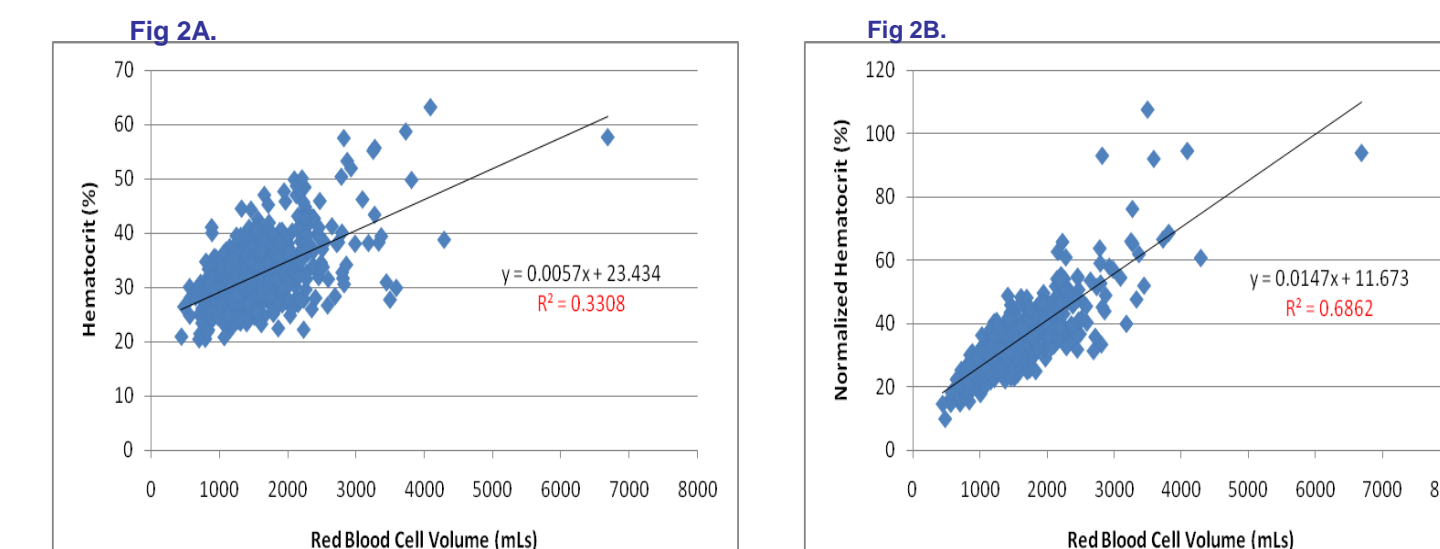 Fig 2A.
70
60
50
40
30
20
10
0
Hematocrit (%)
y = 0.0057x + 23.434
R² = 0.3308
0 1000 2000 3000 4000 5000 6000 7000 8000
Red Blood Cell Volume (mLs)
Fig 2B.
120
100
80
60
40
20
0
Normalized Hematocrit (%)
y = 0.0147x + 11.673
R² = 0.6862
0 1000 2000 3000 4000 5000 6000 7000 8
Red Blood Cell Volume (mLs)